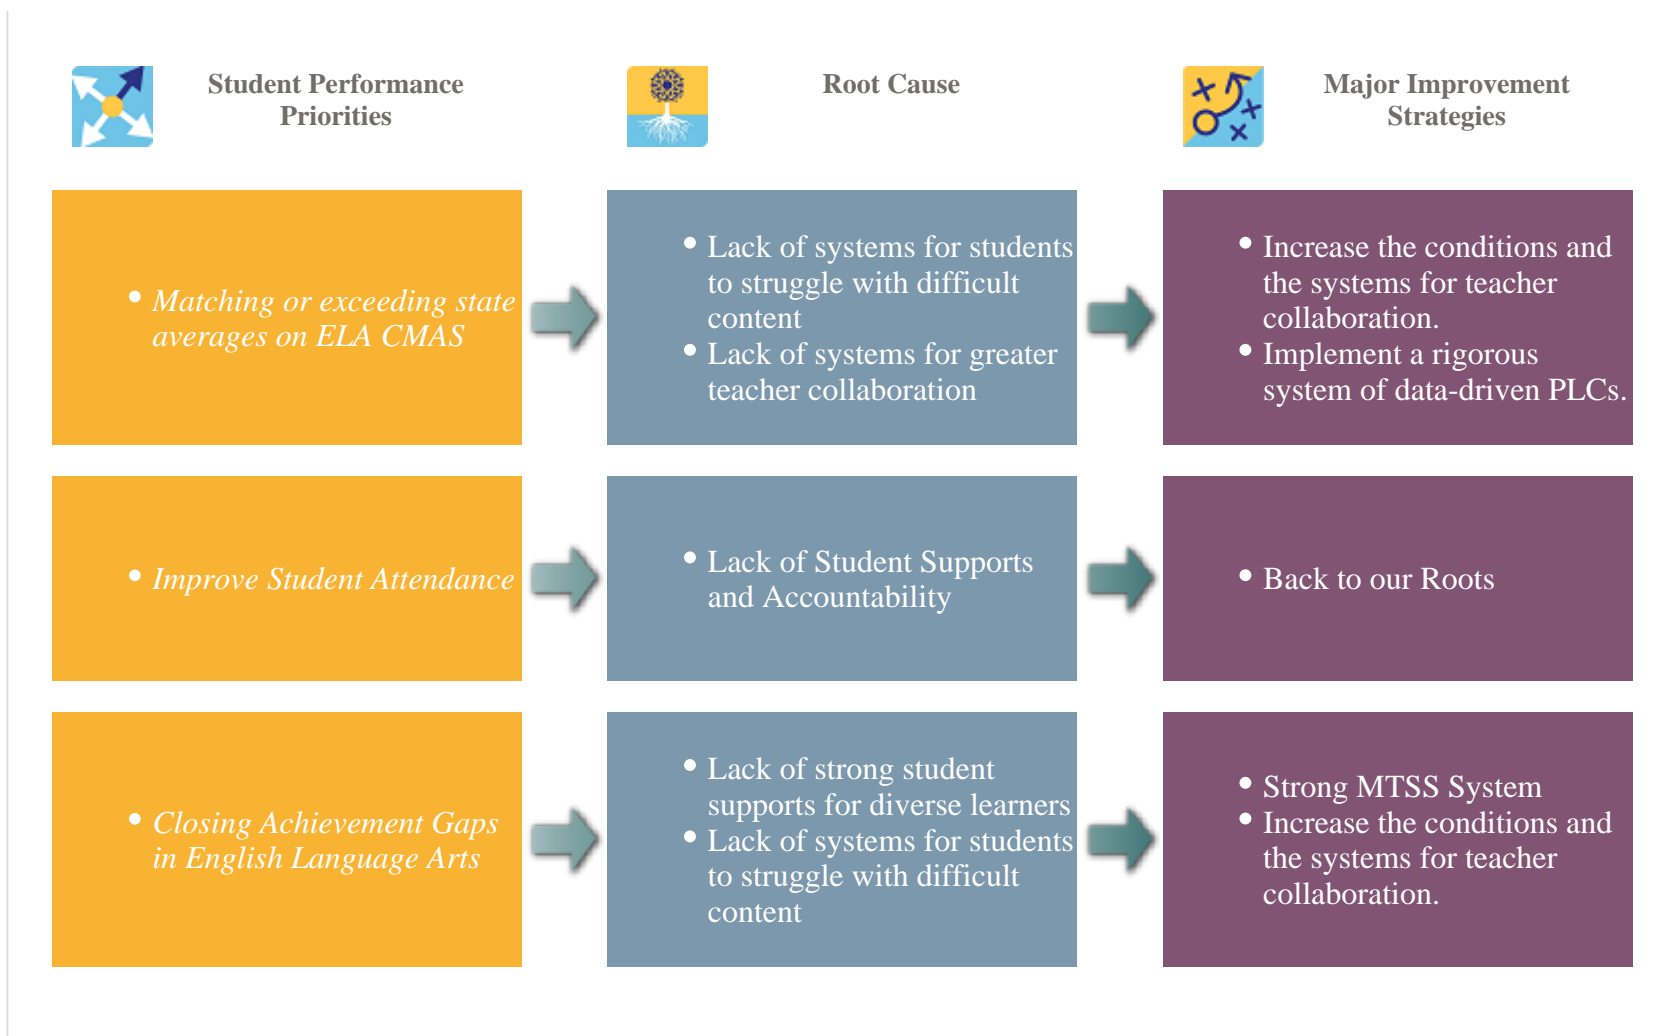 Student Performance
Priorities
Root Cause
Major Improvement
Strategies
• Matching or exceeding state
averages on ELA CMAS
• Lack of systems for students
to struggle with difficult
content
• Lack of systems for greater
teacher collaboration
• Increase the conditions and
the systems for teacher
collaboration.
• Implement a rigorous
system of data-driven PLCs.
• Improve Student Attendance
• Lack of Student Supports
and Accountability
• Back to our Roots
• Closing Achievement Gaps
in English Language Arts
• Lack of strong student
supports for diverse learners
• Lack of systems for students
to struggle with difficult
content
• Strong MTSS System
• Increase the conditions and
the systems for teacher
collaboration.